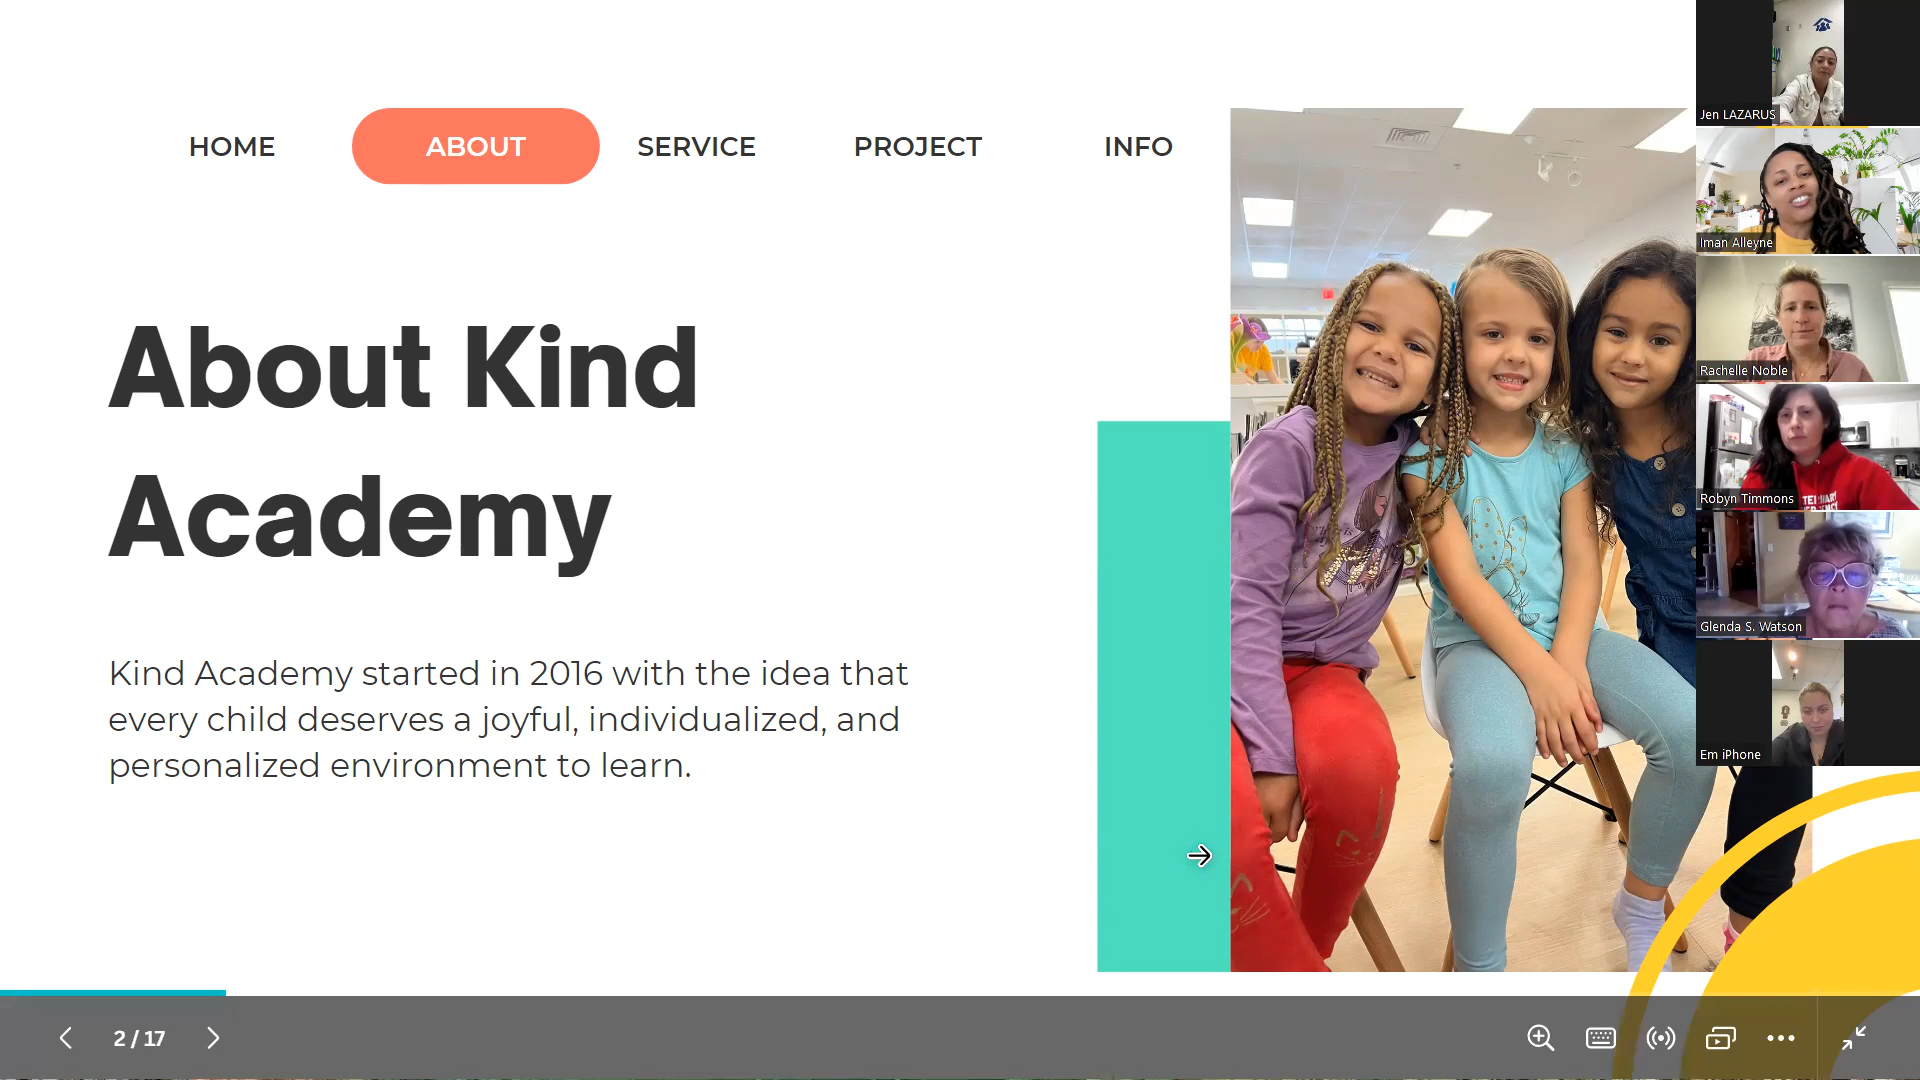 HOME
ABOUT
SERVICE
PROJECT
INFO
About Kind
Academy
Kind Academy started in 2016 with the idea that
every child deserves a joyful, individualized, and
personalized environment to learn.
Jen LAZARUS
Iman Alleyne
Rachelle Noble
Robyn Timmons
Glenda S. Watson
Em iPhone
2 / 17